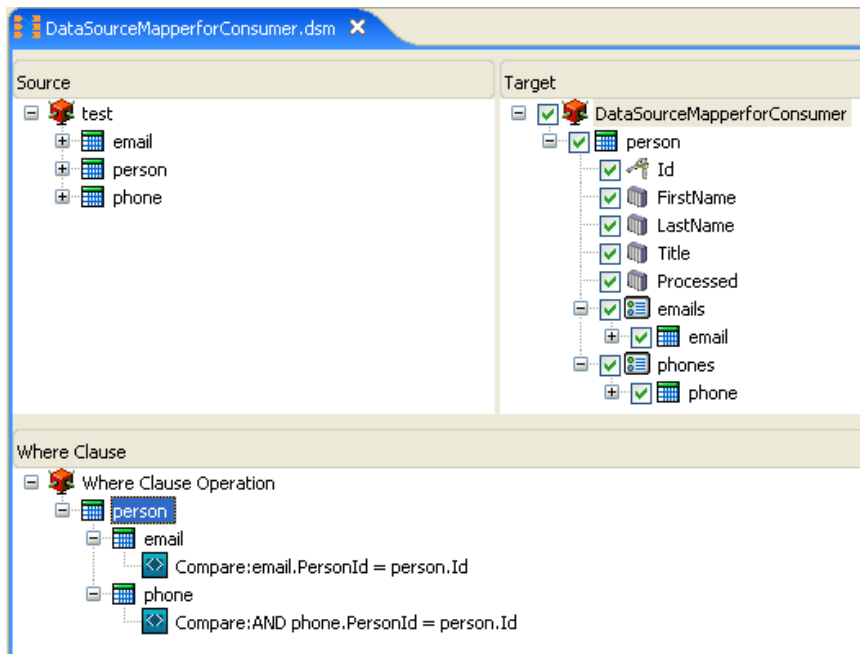 DataSourceMapperforConsumer.dsm
Source
test
email
person
phone
Target
DataSourceMapperforConsumer
person
Id
FirstName
LastName
Title
Processed
emails
email
phones
phone
Where Clause
Where Clause Operation
person
email
Compare:email.PersonId = person.Id
phone
Compare:AND phone.PersonId = person.Id